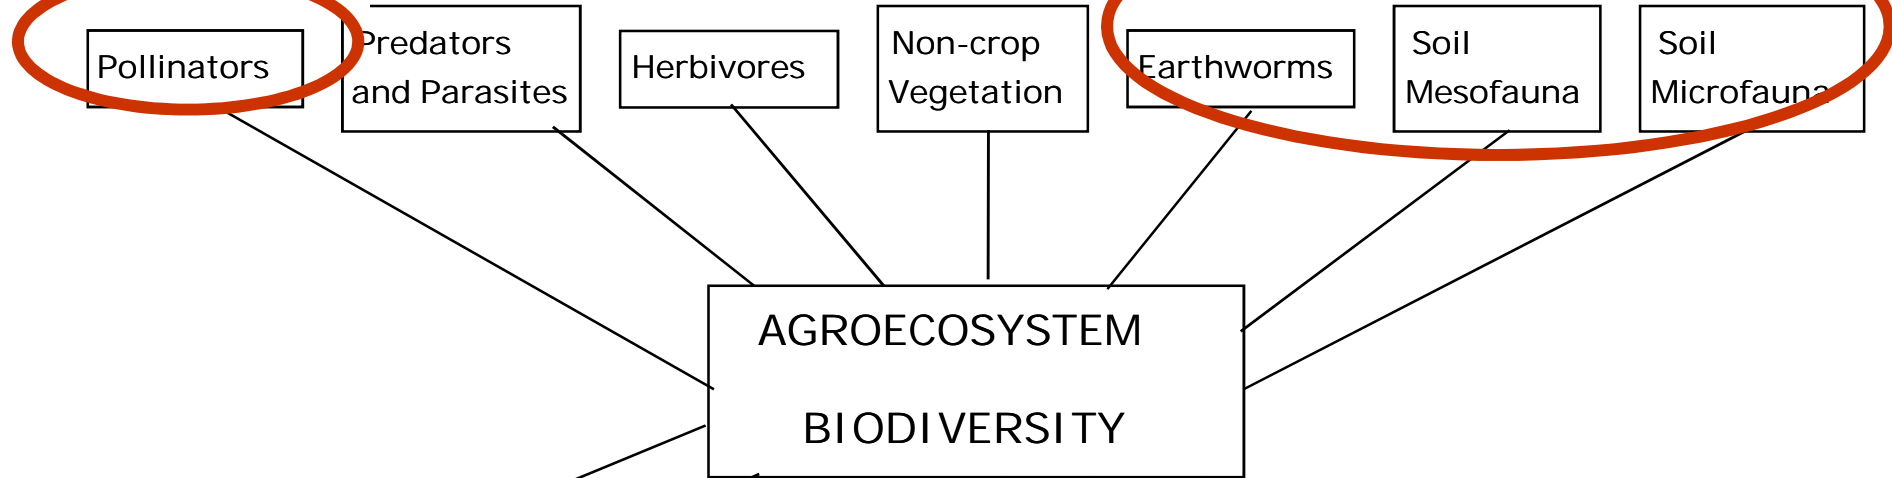 Pollinators
Predators
and Parasites
Herbivores
Non-crop
Vegetation
Earthworms
Soil
Mesofauna
Soil
Microfauna
AGROECOSYSTEM
BIODIVERSITY